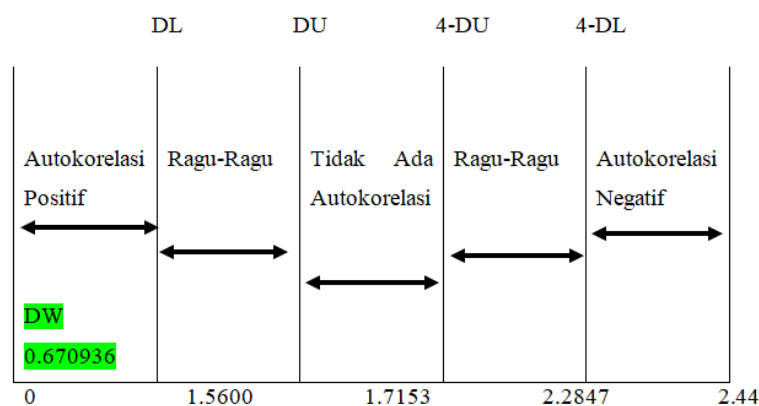 DL DU 4-DU 4-DL
Autokorelasi Positif
Ragu-Ragu
Tidak Ada
Autokorelasi
Ragu-Ragu
Autokorelasi
Negatif
DW
0.670936
0 1.5600 1.7153 2.2847 2.44